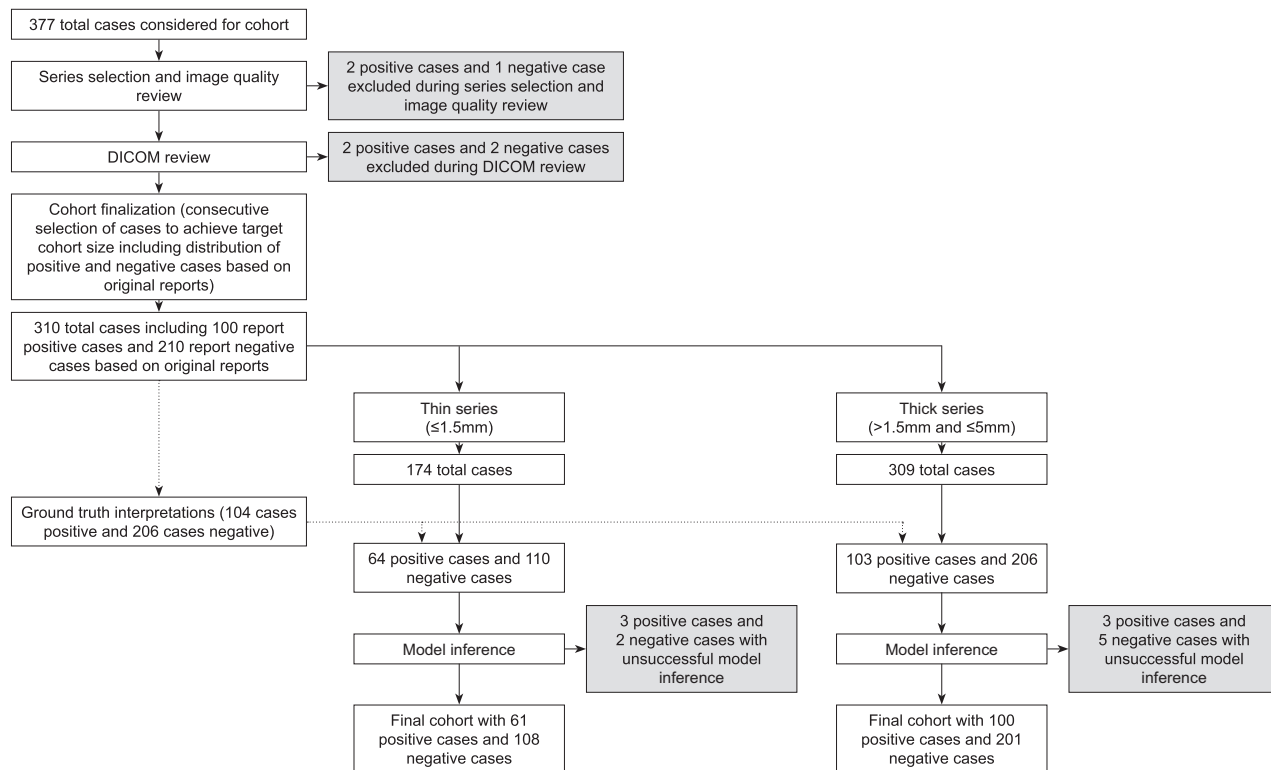 377 total cases considered for cohort
Series selection and image quality
review
2 positive cases and 1 negative case
excluded during series selection and
image quality review
DICOM review
2 positive cases and 2 negative cases
excluded during DICOM review
Cohort finalization (consecutive
selection of cases to achieve target
cohort size including distribution of
positive and negative cases based on
original reports)
310 total cases including 100 report
positive cases and 210 report negative
cases based on original reports
Thin series
(≤1.5mm)
Thick series
(>1.5mm and ≤5mm)
174 total cases
309 total cases
Ground truth interpretations (104 cases
positive and 206 cases negative)
64 positive cases and 110
negative cases
103 positive cases and 206
negative cases
Model inference
3 positive cases and
2 negative cases with
unsuccessful model
inference
Model inference
3 positive cases and
5 negative cases with
unsuccessful model
inference
Final cohort with 61
positive cases and 108
negative cases
Final cohort with 100
positive cases and 201
negative cases